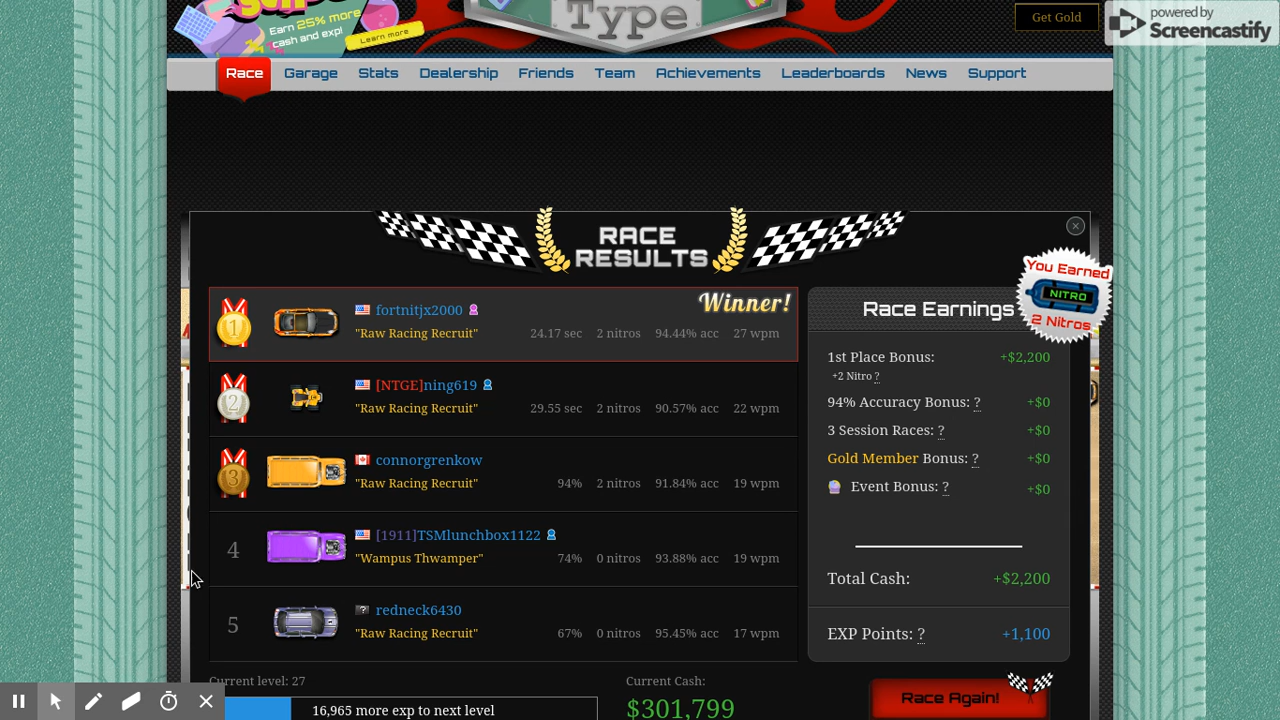 Earn 25% more
cash and exp!
Learn more
Type
Get Gold
powered by
Screencastify
Race Garage Stats Dealership Friends Team Achievements Leaderboards News Support
RACE
RESULTS
Winner!
1
fortnitjx2000
"Raw Racing Recruit" 24.17 sec 2 nitros 94.44% acc 27 wpm
2
[NTGE]ning619
"Raw Racing Recruit" 29.55 sec 2 nitros 90.57% acc 22 wpm
3
connorgrenkow
"Raw Racing Recruit" 94% 2 nitros 91.84% acc 19 wpm
4
[1911]TSMlunchbox1122
"Wampus Thwamper" 74% 0 nitros 93.88% acc 19 wpm
5
redneck6430
"Raw Racing Recruit" 67% 0 nitros 95.45% acc 17 wpm
Race Earnings
You Earned
NITRO
2 Nitros
1st Place Bonus: +$2,200
+2 Nitro ?
94% Accuracy Bonus: ? +$0
3 Session Races: ? +$0
Gold Member Bonus: ? +$0
Event Bonus: ? +$0
Total Cash: +$2,200
EXP Points: ? +1,100
Current level: 27
16,965 more exp to next level
Current Cash:
$301,799
Race Again!